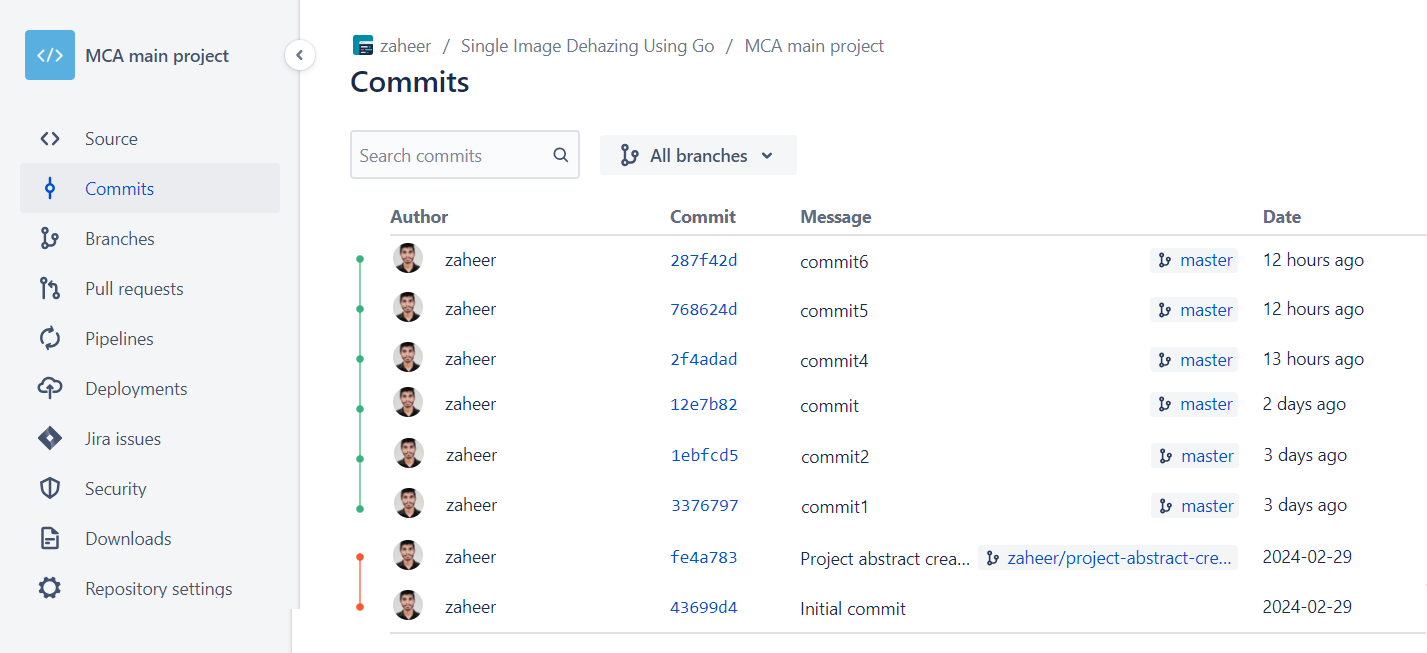 MCA main project
zaheer / Single Image Dehazing Using Go / MCA main project
Commits
Source
Commits
Branches
Pull requests
Pipelines
Deployments
Jira issues
Security
Downloads
Repository settings
Search commits
All branches
Author Commit Message Date
zaheer 287f42d commit6 master 12 hours ago
zaheer 768624d commit5 master 12 hours ago
zaheer 2f4adad commit4 master 13 hours ago
zaheer 12e7b82 commit master 2 days ago
zaheer 1ebfcd5 commit2 master 3 days ago
zaheer 3376797 commit1 master 3 days ago
zaheer fe4a783 Project abstract crea... zaheer/project-abstract-cre... 2024-02-29
zaheer 43699d4 Initial commit 2024-02-29